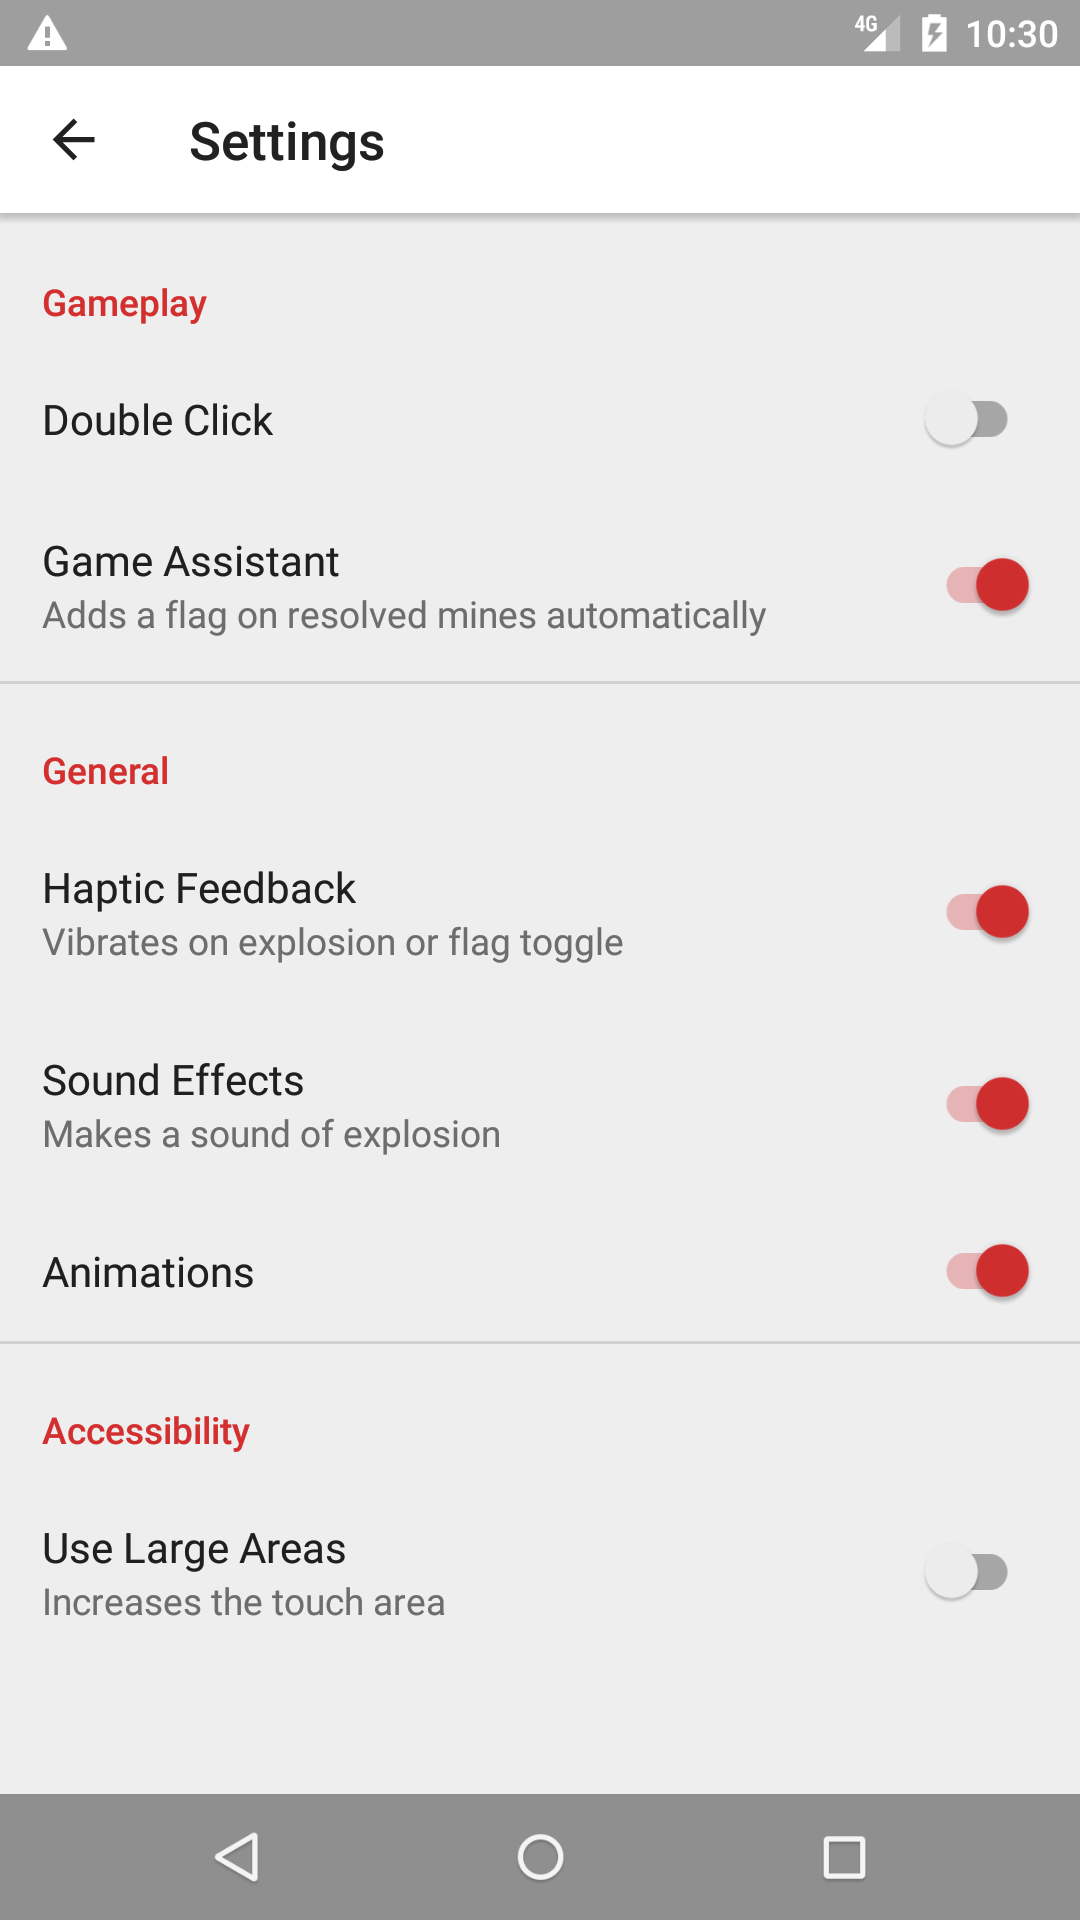 4G 10:30
Settings
Gameplay
Double Click
Game Assistant
Adds a flag on resolved mines automatically
General
Haptic Feedback
Vibrates on explosion or flag toggle
Sound Effects
Makes a sound of explosion
Animations
Accessibility
Use Large Areas
Increases the touch area